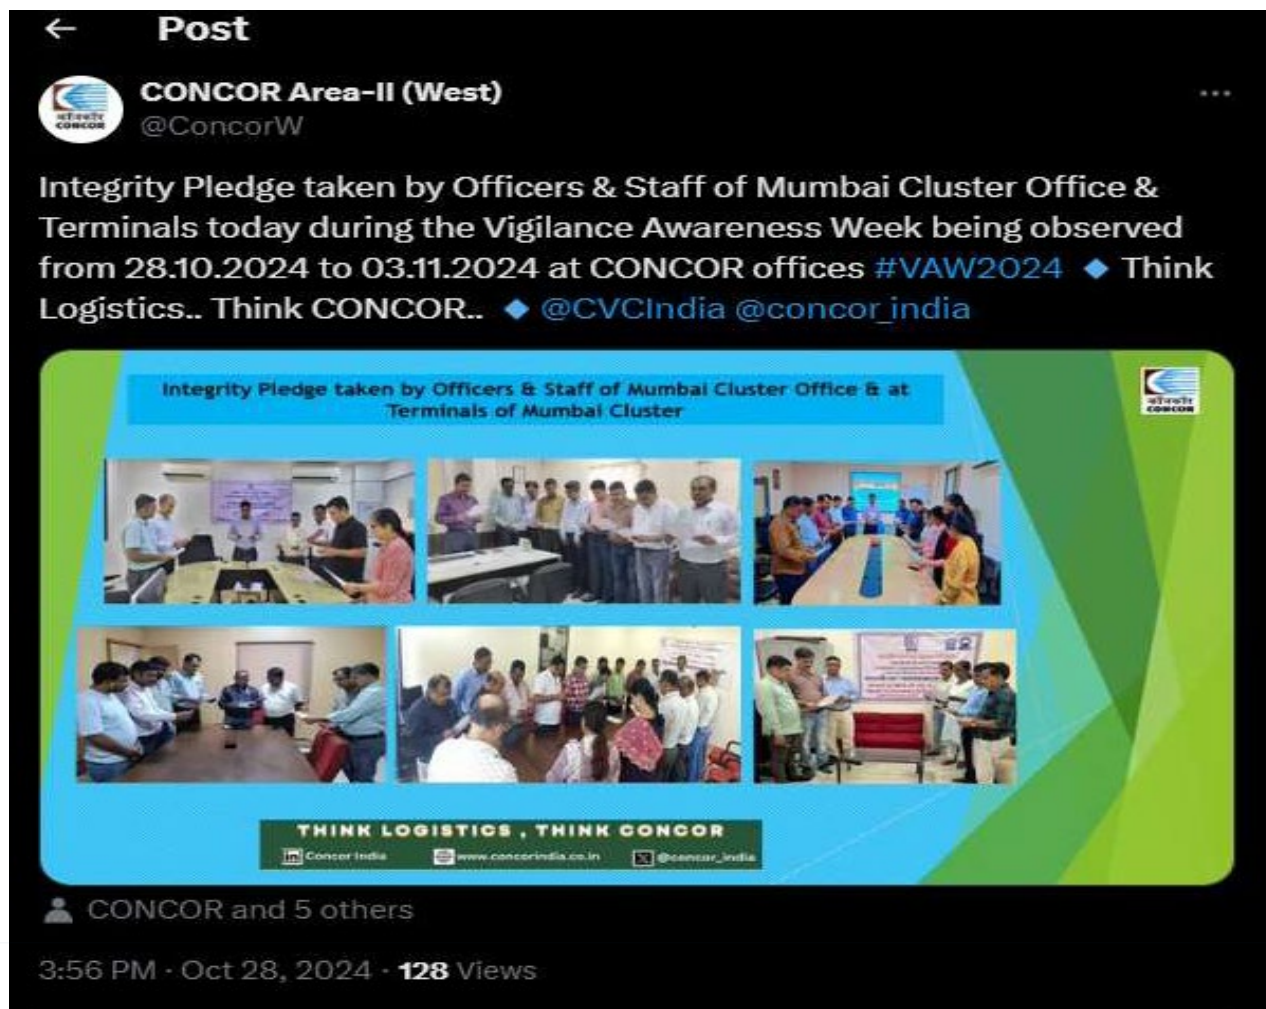 Post
CONCOR Area-II (West)
@ConcorW
Integrity Pledge taken by Officers & Staff of Mumbai Cluster Office &
Terminals today during the Vigilance Awareness Week being observed
from 28.10.2024 to 03.11.2024 at CONCOR offices #VAW2024 🔹 Think
Logistics.. Think CONCOR.. 🔹 @CVCIndia @concor_india
Integrity Pledge taken by Officers & Staff of Mumbai Cluster Office & at
Terminals of Mumbai Cluster
कॉनकॉर
CONCOR
THINK LOGISTICS , THINK CONCOR
Concor India www.concorindia.co.in @concor_india
CONCOR and 5 others
3:56 PM · Oct 28, 2024 · 128 Views